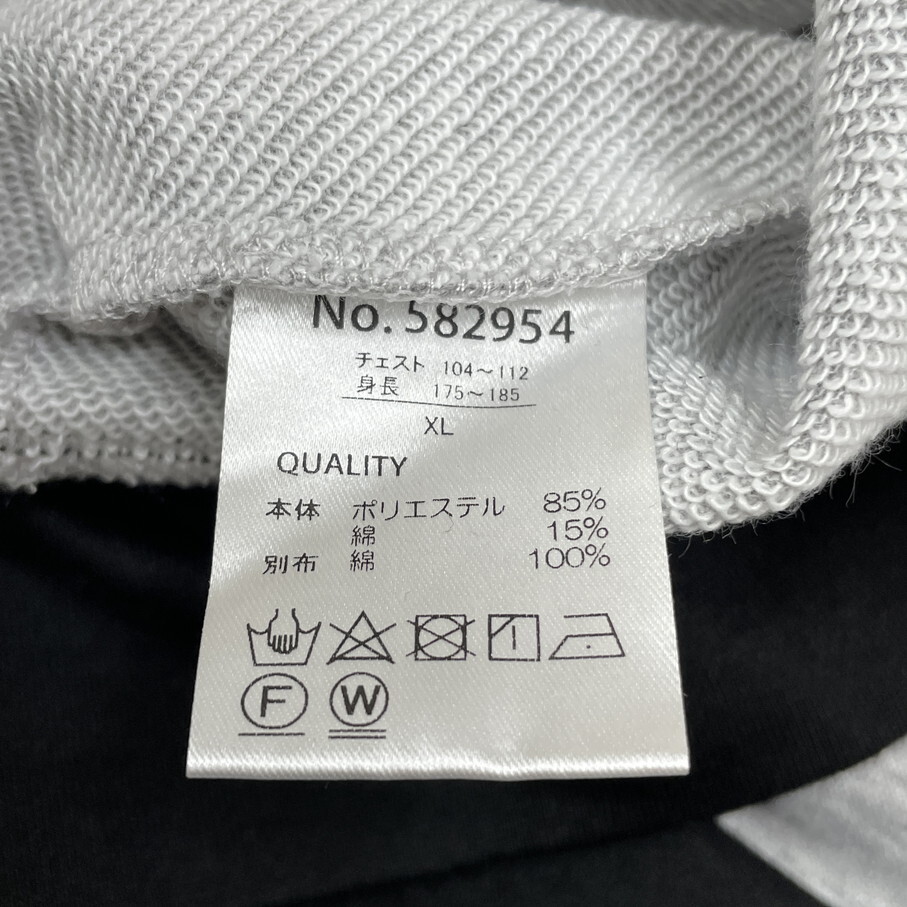 No. 582954
チェスト 104〜112
身長 175〜185
XL
QUALITY
本体 ポリエステル 85%
綿 15%
別布 綿 100%
F W